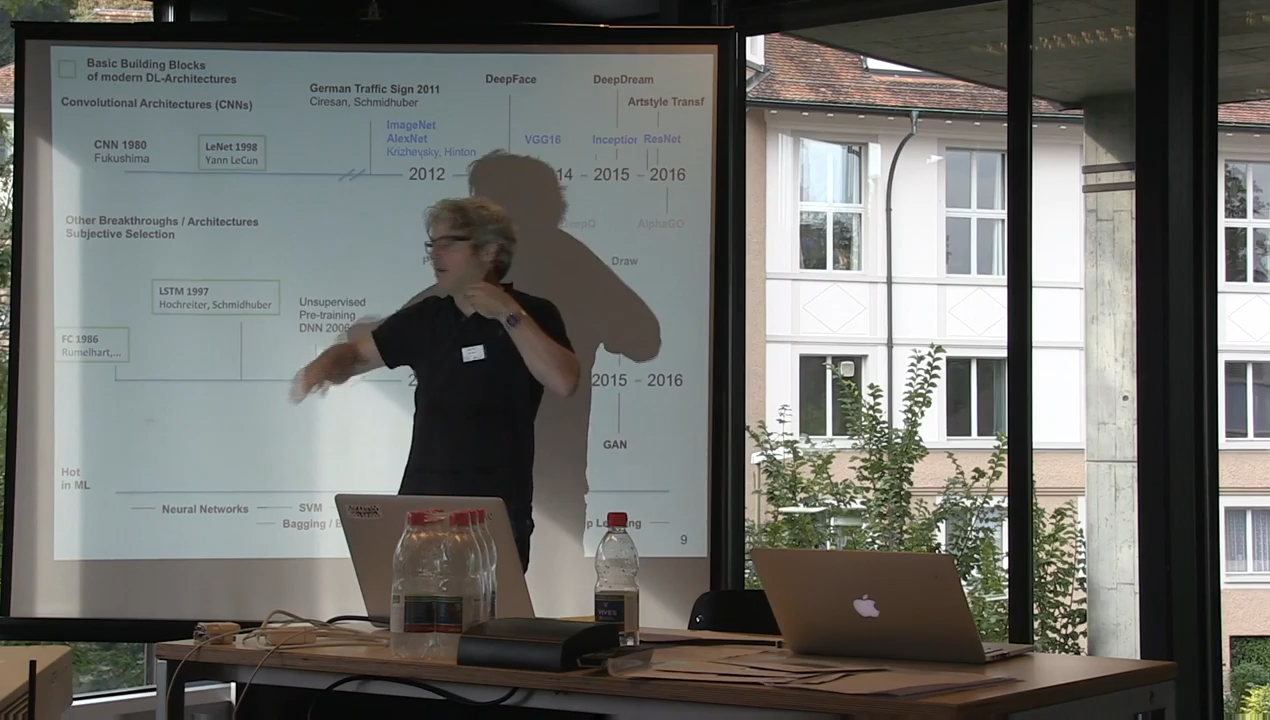 Basic Building Blocks
of modern DL-Architectures
Convolutional Architectures (CNNs)
German Traffic Sign 2011
Ciresan, Schmidhuber
DeepFace
DeepDream
Artstyle Transf
CNN 1980
Fukushima
LeNet 1998
Yann LeCun
ImageNet
AlexNet
Krizhevsky, Hinton
VGG16
Inception
ResNet
2012
14 - 2015 - 2016
AlphaGO
Other Breakthroughs / Architectures
Subjective Selection
Draw
LSTM 1997
Hochreiter, Schmidhuber
Unsupervised
Pre-training
DNN 2006
FC 1986
Rumelhart,...
2015 - 2016
GAN
Hot
in ML
Neural Networks
SVM
Bagging /
9